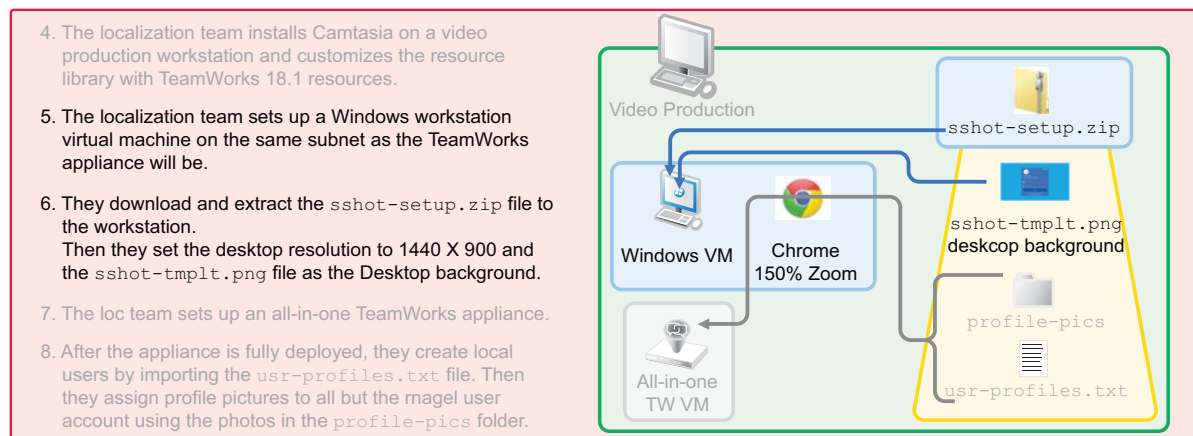 4. The localization team installs Camtasia on a video
production workstation and customizes the resource
library with TeamWorks 18.1 resources.
5. The localization team sets up a Windows workstation
virtual machine on the same subnet as the TeamWorks
appliance will be.
6. They download and extract the sshot-setup.zip file to
the workstation.
Then they set the desktop resolution to 1440 X 900 and
the sshot-tmplt.png file as the Desktop background.
7. The loc team sets up an all-in-one TeamWorks appliance.
8. After the appliance is fully deployed, they create local
users by importing the usr-profiles.txt file. Then
they assign profile pictures to all but the rnagel user
account using the photos in the profile-pics folder.
Video Production
sshot-setup.zip
Windows VM
Chrome
150% Zoom
sshot-tmplt.png
deskcop background
profile-pics
usr-profiles.txt
All-in-one
TW VM